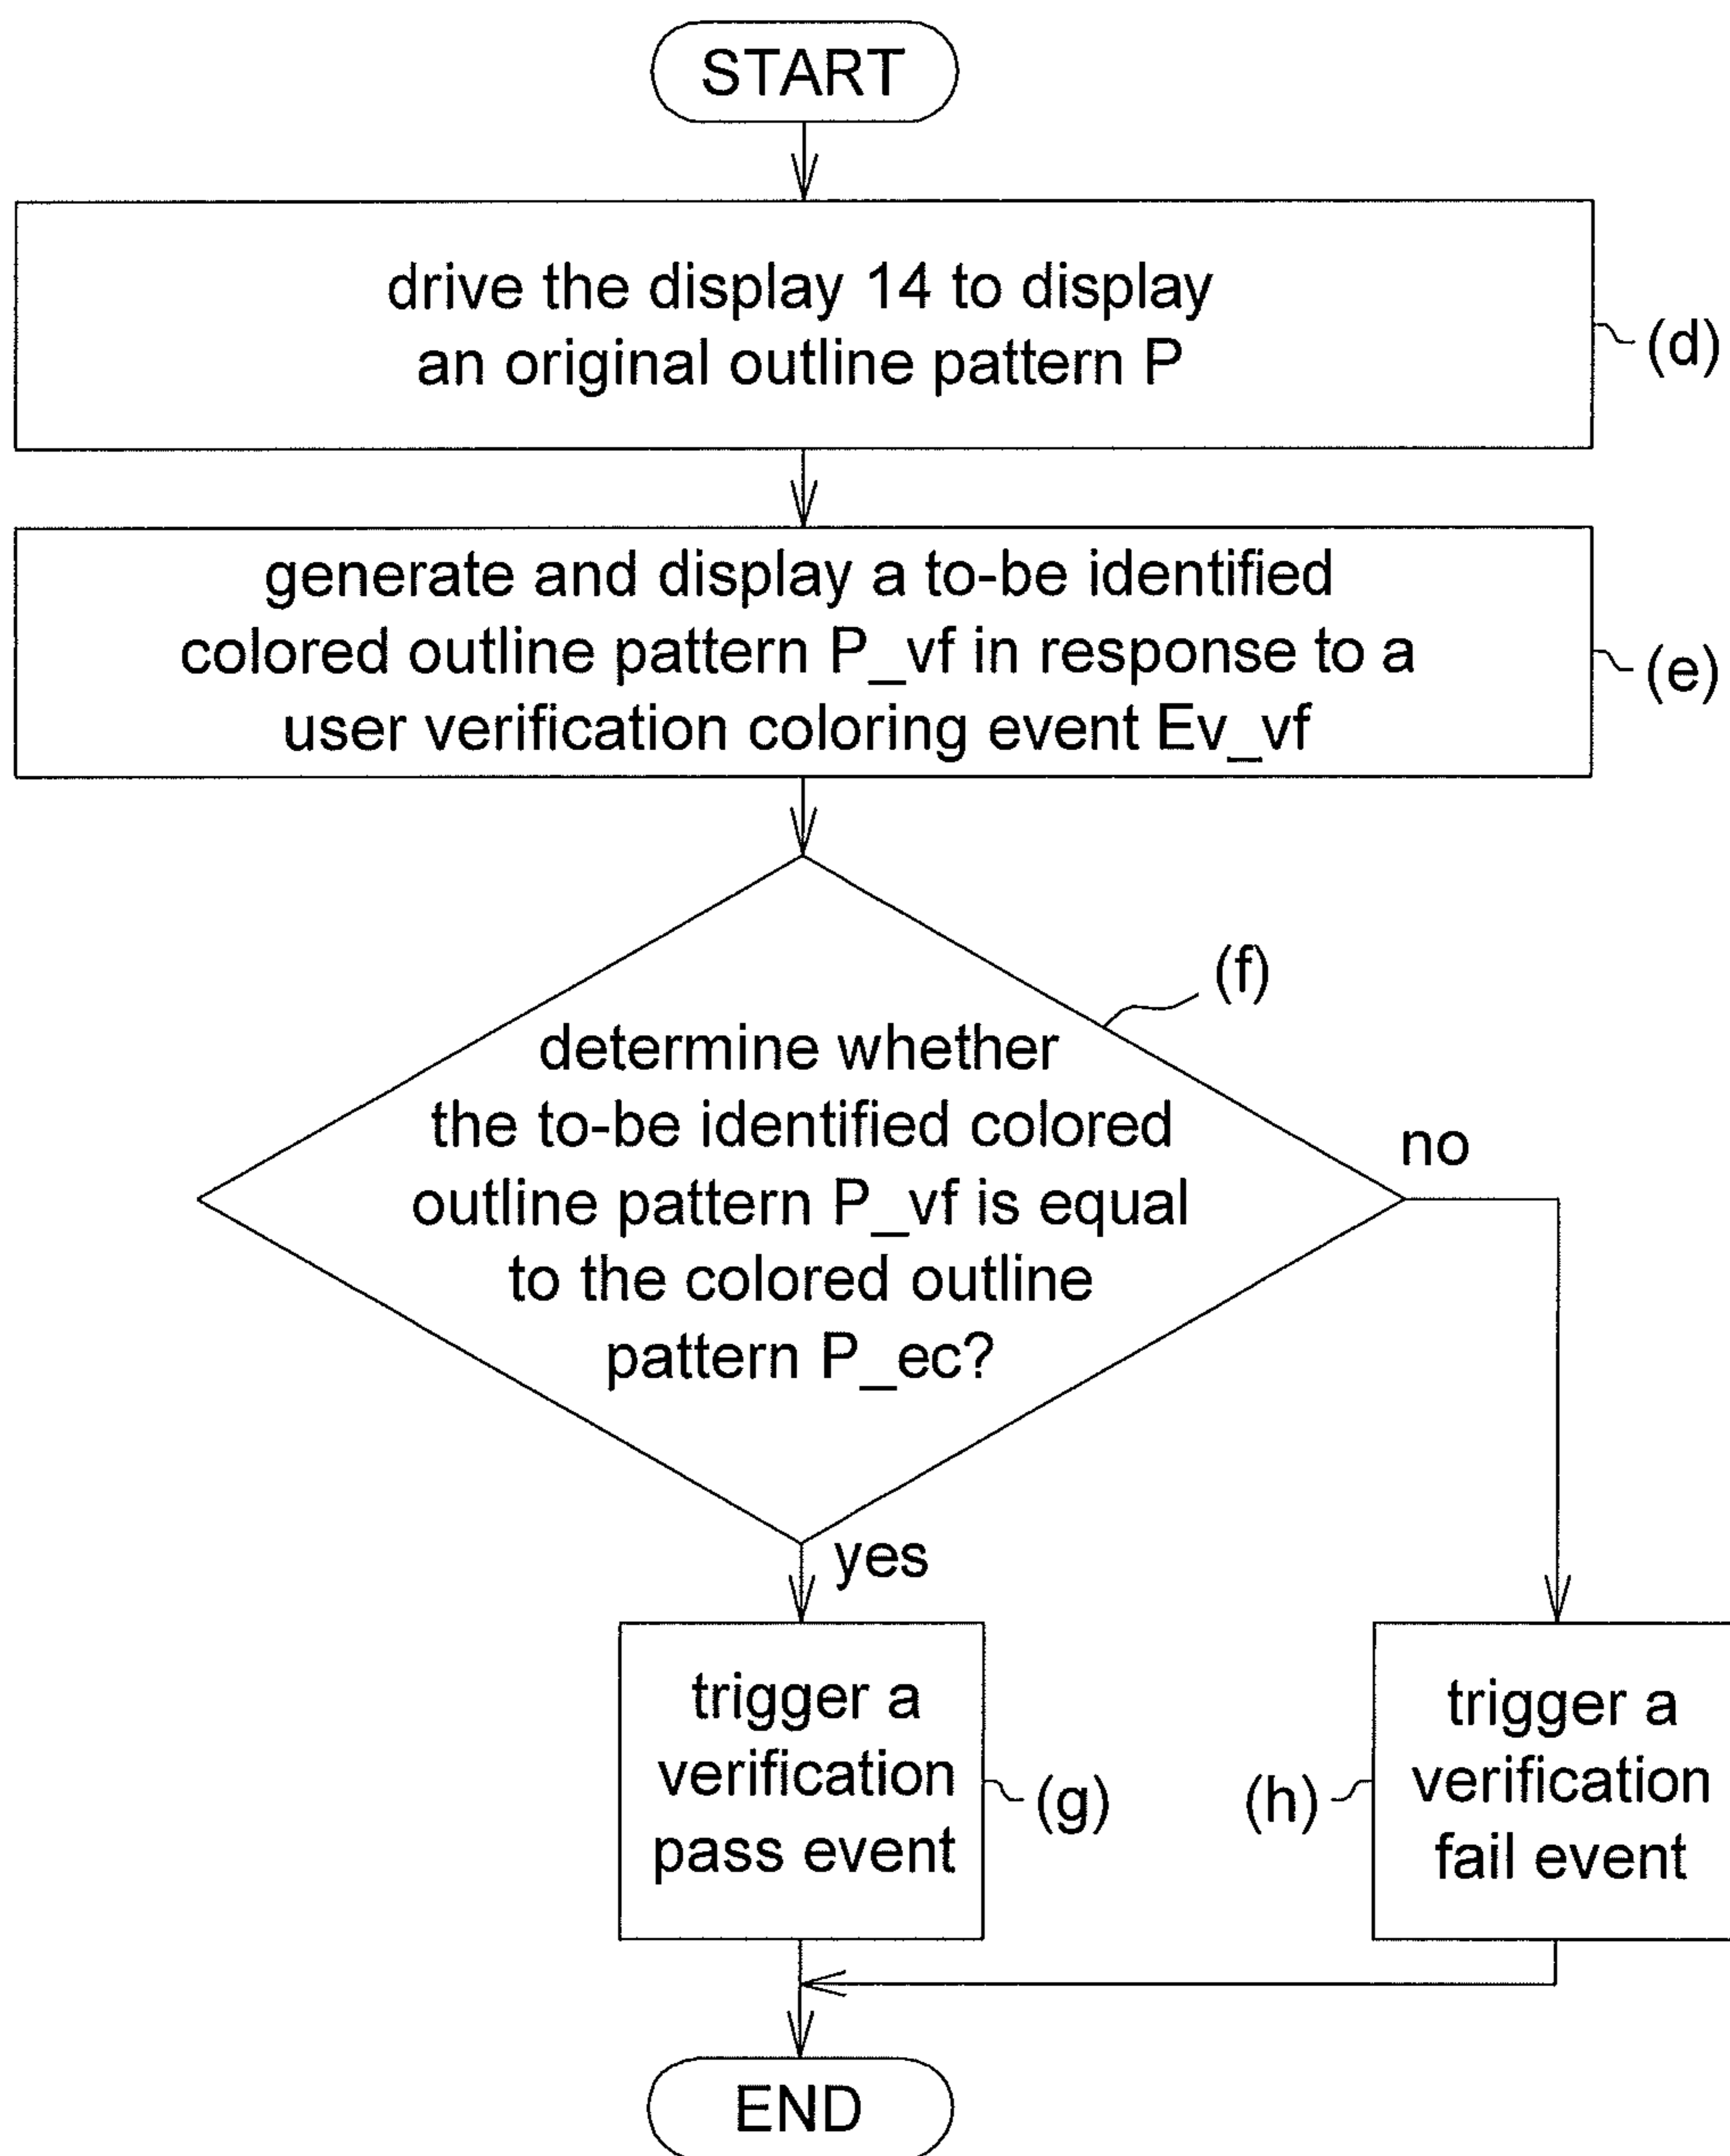 START
drive the display 14 to display
an original outline pattern P
(d)
generate and display a to-be identified
colored outline pattern P_vf in response to a
user verification coloring event Ev_vf
(e)
(f)
determine whether
the to-be identified colored
outline pattern P_vf is equal
to the colored outline
pattern P_ec?
no
yes
trigger a
verification
pass event
(g)
(h)
trigger a
verification
fail event
END